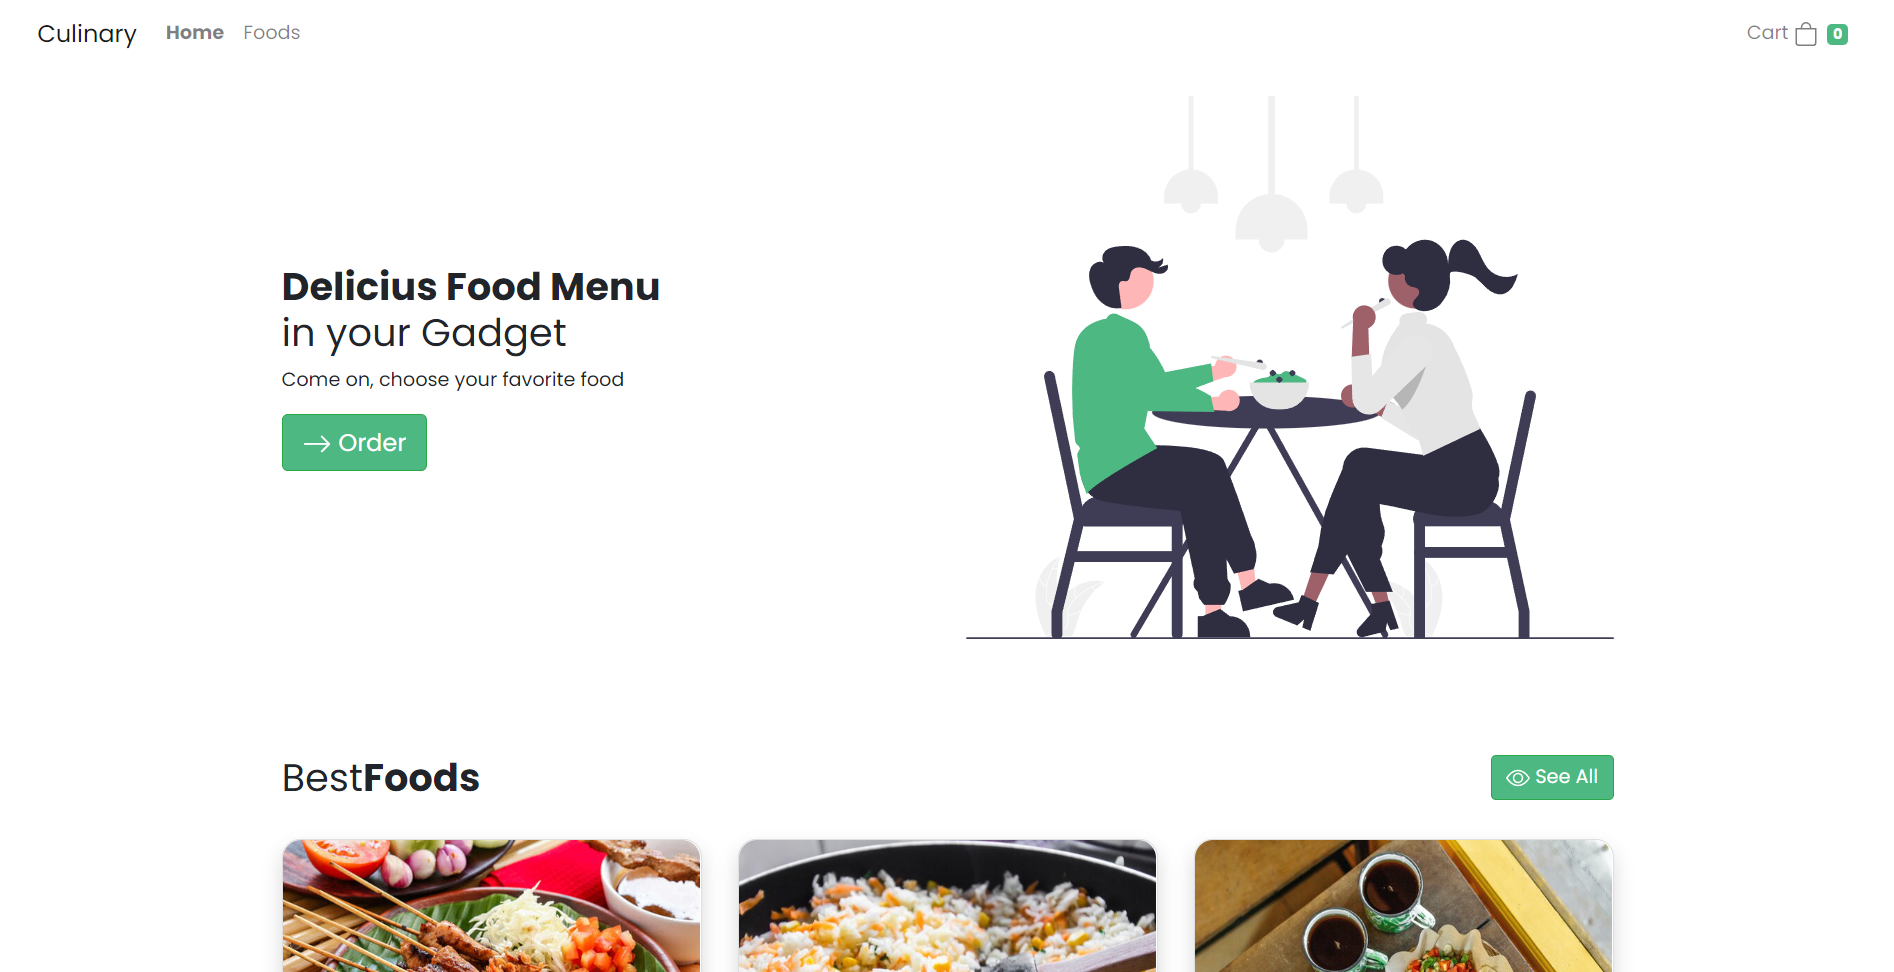 Culinary Home Foods Cart 0
Delicius Food Menu
in your Gadget
Come on, choose your favorite food
Order
BestFoods See All